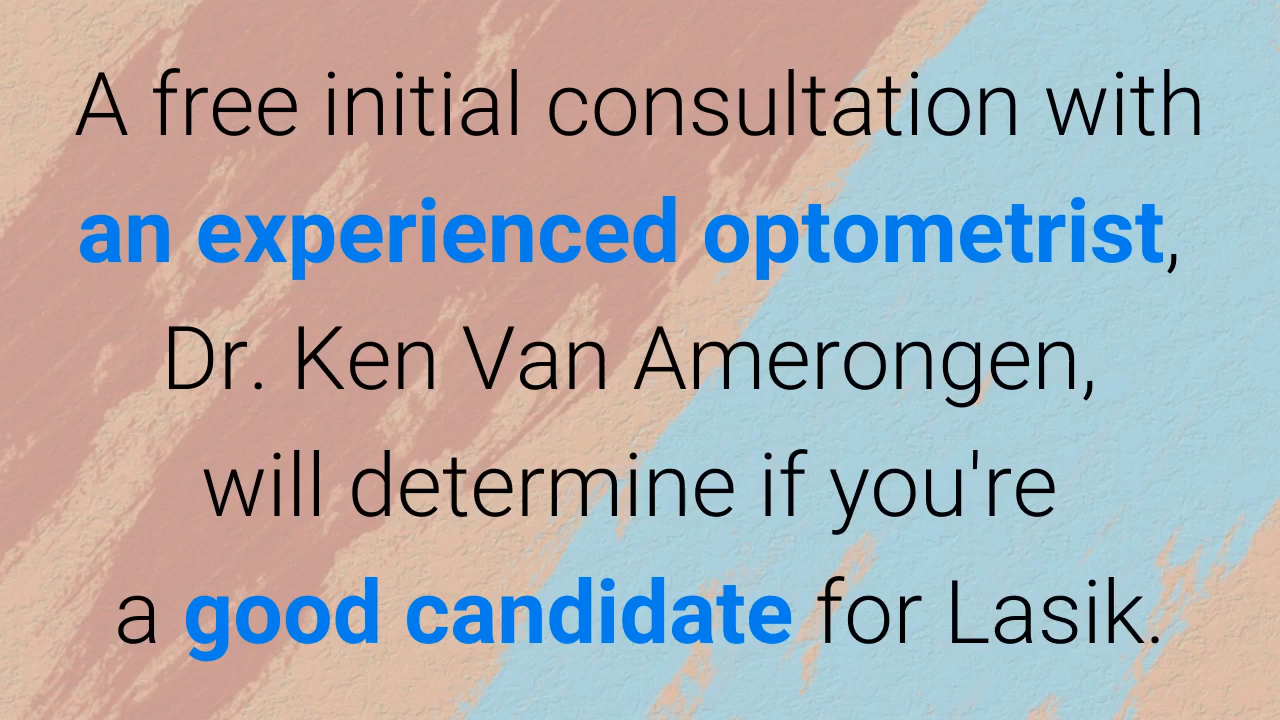 A free initial consultation with
an experienced optometrist,
Dr. Ken Van Amerongen,
will determine if you're
a good candidate for Lasik.